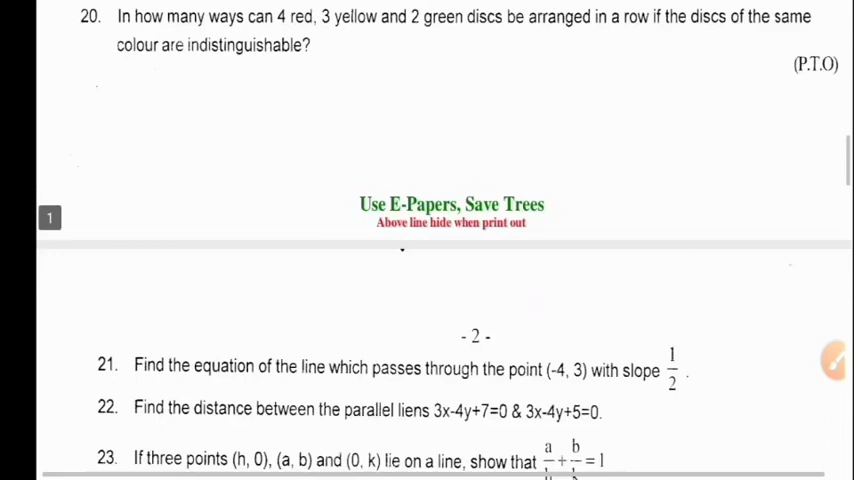 20. In how many ways can 4 red, 3 yellow and 2 green discs be arranged in a row if the discs of the same
colour are indistinguishable?
(P.T.O)
1
Use E-Papers, Save Trees
Above line hide when print out
- 2 -
21. Find the equation of the line which passes through the point (-4, 3) with slope 1/2 .
22. Find the distance between the parallel liens 3x-4y+7=0 & 3x-4y+5=0.
23. If three points (h, 0), (a, b) and (0, k) lie on a line, show that a/h + b/k = 1